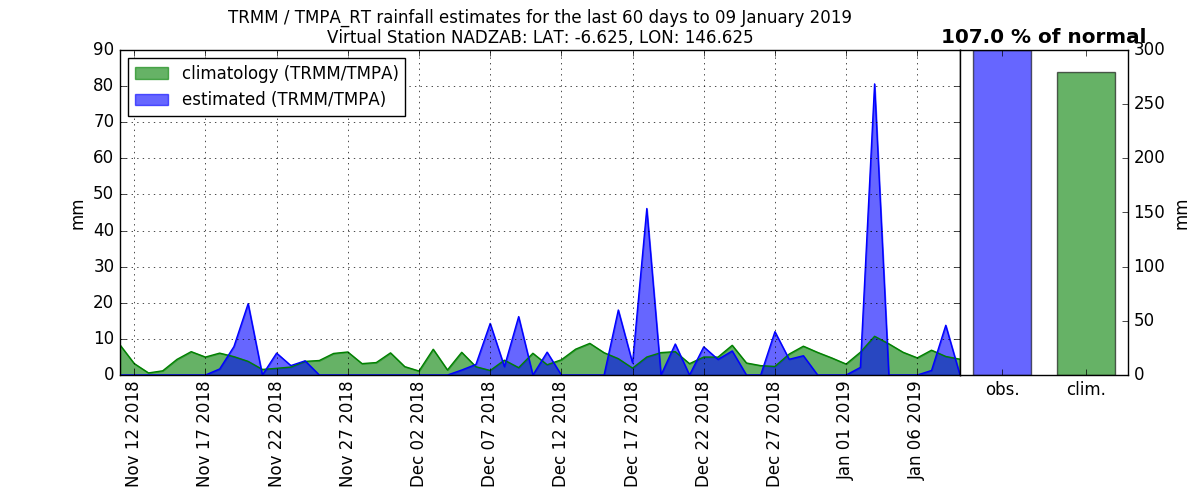 TRMM / TMPA_RT rainfall estimates for the last 60 days to 09 January 2019
Virtual Station NADZAB: LAT: -6.625, LON: 146.625
107.0 % of normal
climatology (TRMM/TMPA)
estimated (TRMM/TMPA)
mm
90
80
70
60
50
40
30
20
10
0
Nov 12 2018
Nov 17 2018
Nov 22 2018
Nov 27 2018
Dec 02 2018
Dec 07 2018
Dec 12 2018
Dec 17 2018
Dec 22 2018
Dec 27 2018
Jan 01 2019
Jan 06 2019
obs.
clim.
300
250
200
150
100
50
0
mm